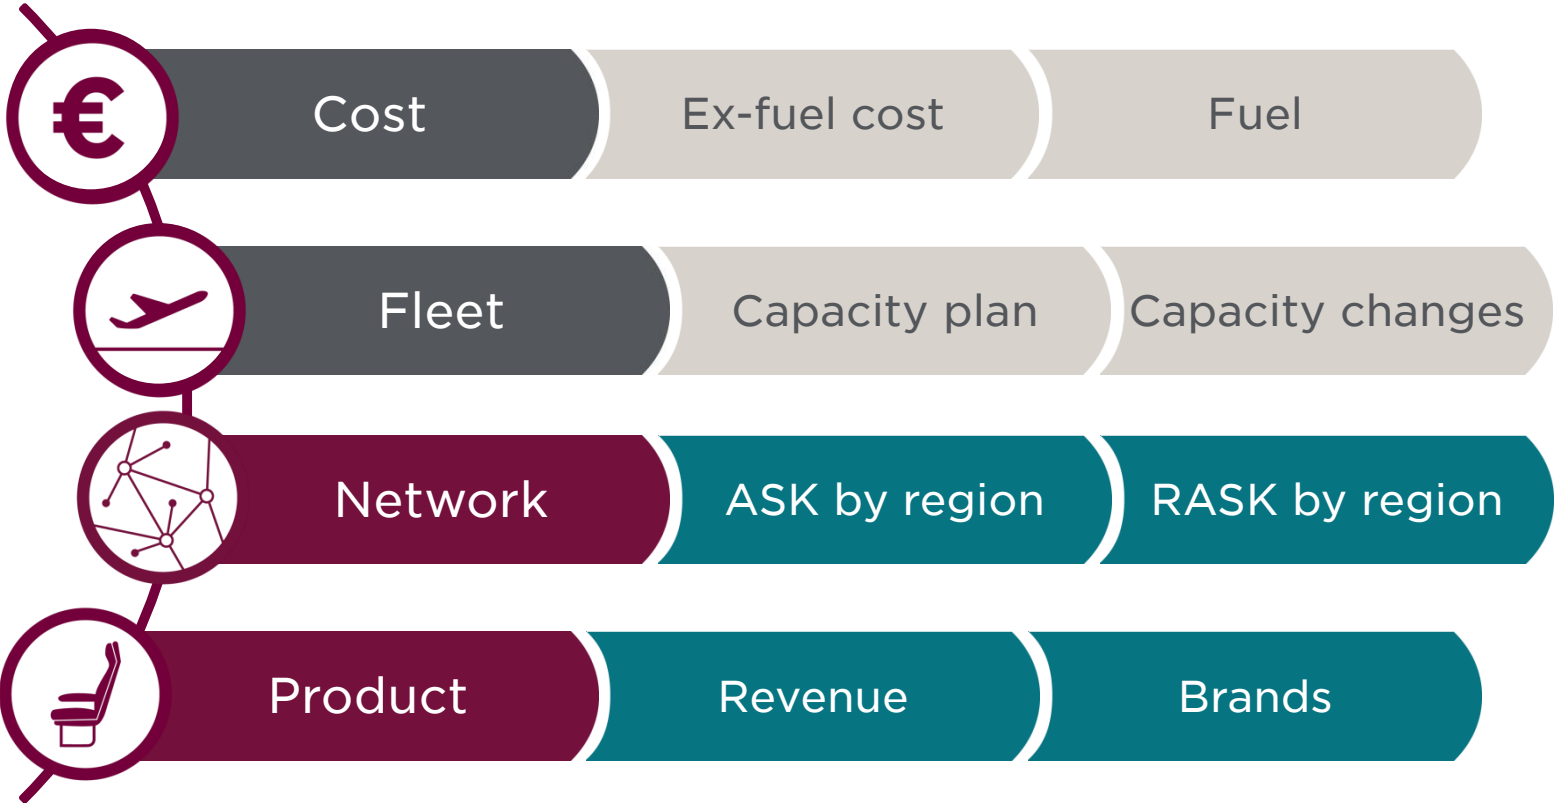 €
Cost
Ex-fuel cost
Fuel
Fleet
Capacity plan
Capacity changes
Network
ASK by region
RASK by region
Product
Revenue
Brands